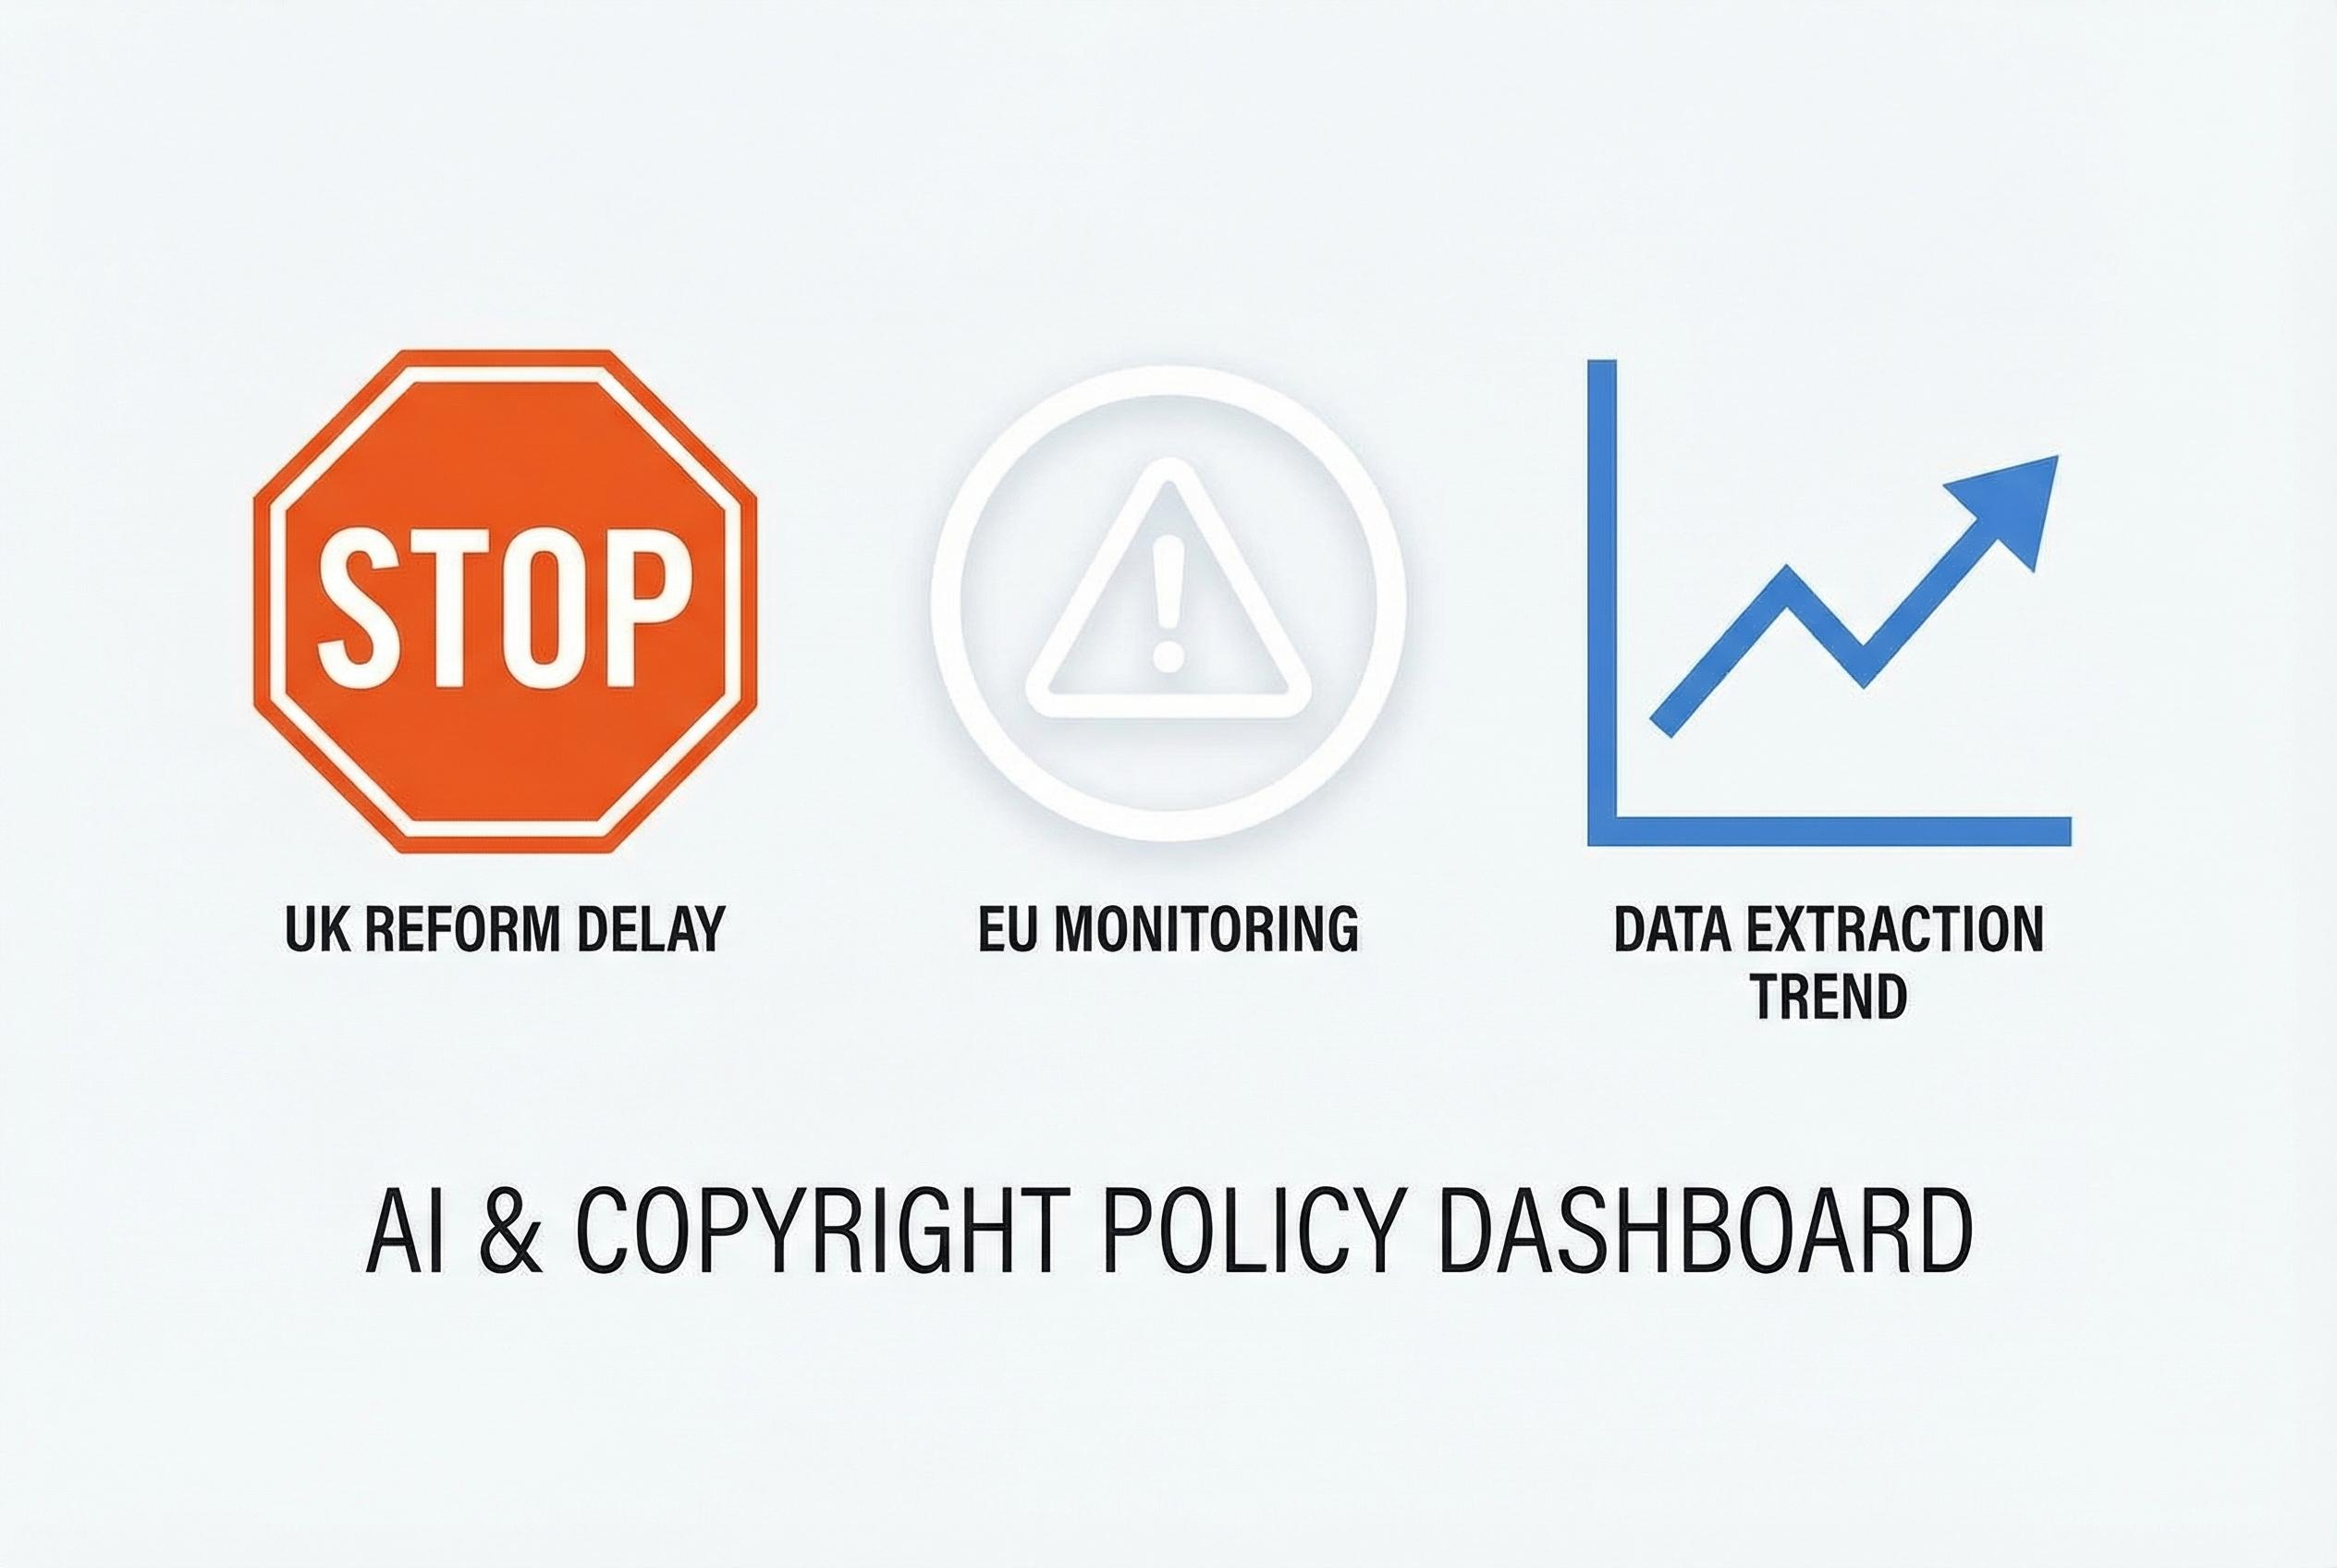 STOP
UK REFORM DELAY
EU MONITORING
DATA EXTRACTION
TREND
AI & COPYRIGHT POLICY DASHBOARD